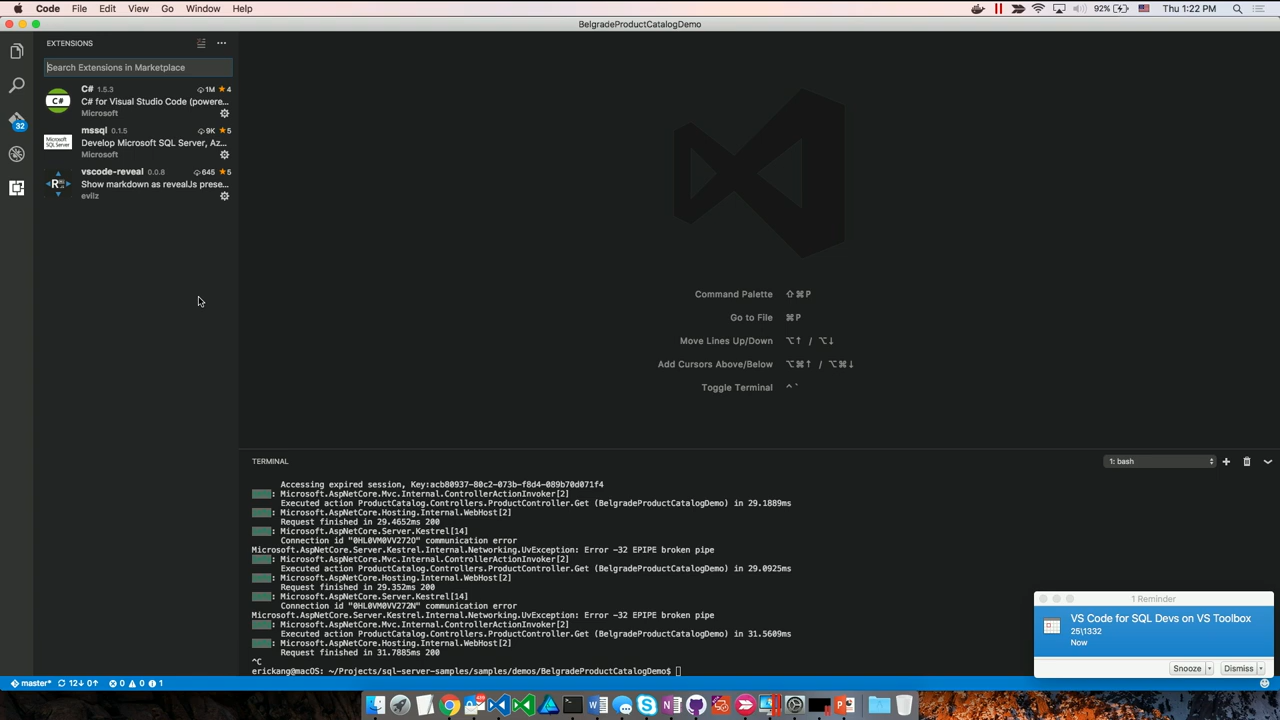 Code File Edit View Go Window Help
92% Thu 1:22 PM
BelgradeProductCatalogDemo
EXTENSIONS
Search Extensions in Marketplace
C# 1.5.3 1M ★4
C# for Visual Studio Code (powere...
Microsoft
mssql 0.1.5 9K ★5
Develop Microsoft SQL Server, Az...
Microsoft
vscode-reveal 0.0.8 645 ★5
Show markdown as revealJs prese...
evilz
C#
Microsoft
SQL Server
R
32
Command Palette ⇧⌘P
Go to File ⌘P
Move Lines Up/Down ⌥↑ / ⌥↓
Add Cursors Above/Below ⌥⌘↑ / ⌥⌘↓
Toggle Terminal ^`
TERMINAL
1: bash
Accessing expired session, Key:acb80937-80c2-073b-f8d4-089b70d071f4
: Microsoft.AspNetCore.Mvc.Internal.ControllerActionInvoker[2]
Executed action ProductCatalog.Controllers.ProductController.Get (BelgradeProductCatalogDemo) in 29.1889ms
: Microsoft.AspNetCore.Hosting.Internal.WebHost[2]
Request finished in 29.4652ms 200
: Microsoft.AspNetCore.Server.Kestrel[14]
Connection id "0HL0VM0VV272O" communication error
Microsoft.AspNetCore.Server.Kestrel.Internal.Networking.UvException: Error -32 EPIPE broken pipe
: Microsoft.AspNetCore.Mvc.Internal.ControllerActionInvoker[2]
Executed action ProductCatalog.Controllers.ProductController.Get (BelgradeProductCatalogDemo) in 29.0925ms
: Microsoft.AspNetCore.Hosting.Internal.WebHost[2]
Request finished in 29.352ms 200
: Microsoft.AspNetCore.Server.Kestrel[14]
Connection id "0HL0VM0VV272N" communication error
Microsoft.AspNetCore.Server.Kestrel.Internal.Networking.UvException: Error -32 EPIPE broken pipe
: Microsoft.AspNetCore.Mvc.Internal.ControllerActionInvoker[2]
Executed action ProductCatalog.Controllers.ProductController.Get (BelgradeProductCatalogDemo) in 31.5609ms
: Microsoft.AspNetCore.Hosting.Internal.WebHost[2]
Request finished in 31.7885ms 200
^C
erickang@macOS: ~/Projects/sql-server-samples/samples/demos/BelgradeProductCatalogDemo$
1 Reminder
VS Code for SQL Devs on VS Toolbox
25\1332
Now
Snooze Dismiss
master* 12↓ 0↑ 0 0 1